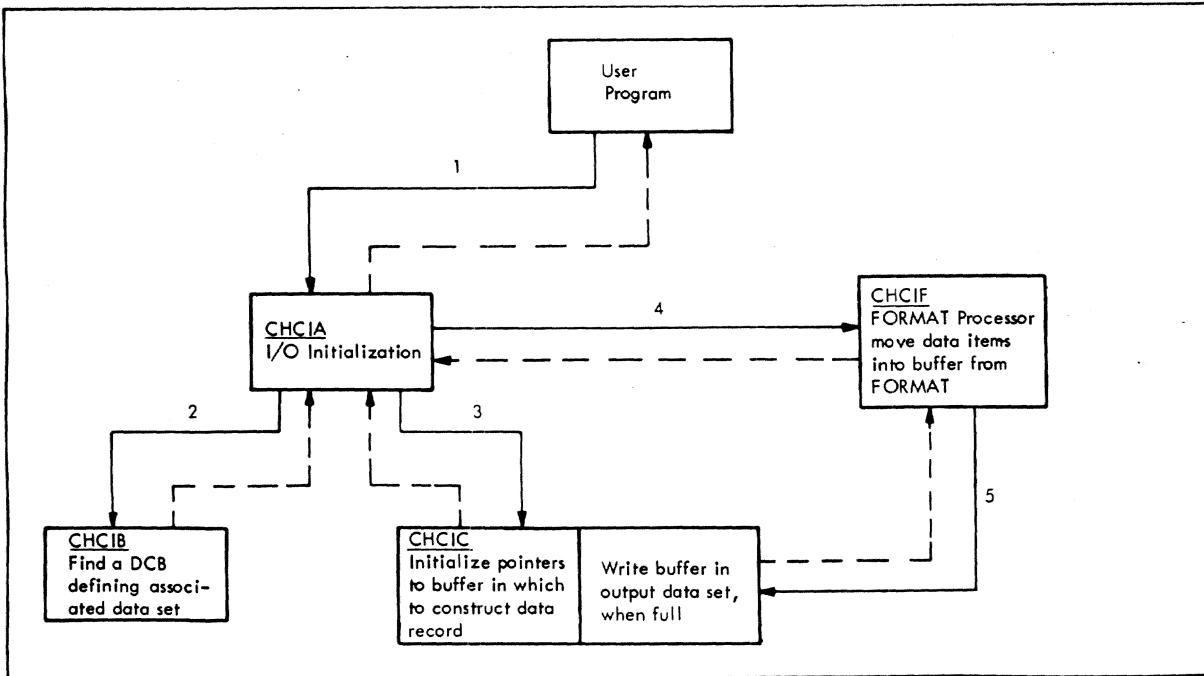 User
Program
1
CHCIA
I/O Initialization
4
CHCIF
FORMAT Processor
move data items
into buffer from
FORMAT
2
3
5
CHCIB
Find a DCB
defining associ-
ated data set
CHCIC
Initialize pointers
to buffer in which
to construct data
record
Write buffer in
output data set,
when full